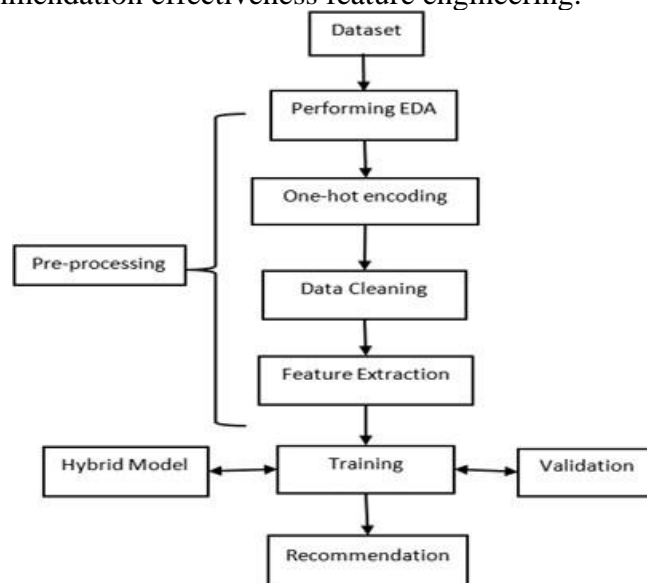 effectiveness feature engineering.
Dataset
Performing EDA
One-hot encoding
Pre-processing
Data Cleaning
Feature Extraction
Hybrid Model
Training
Validation
Recommendation